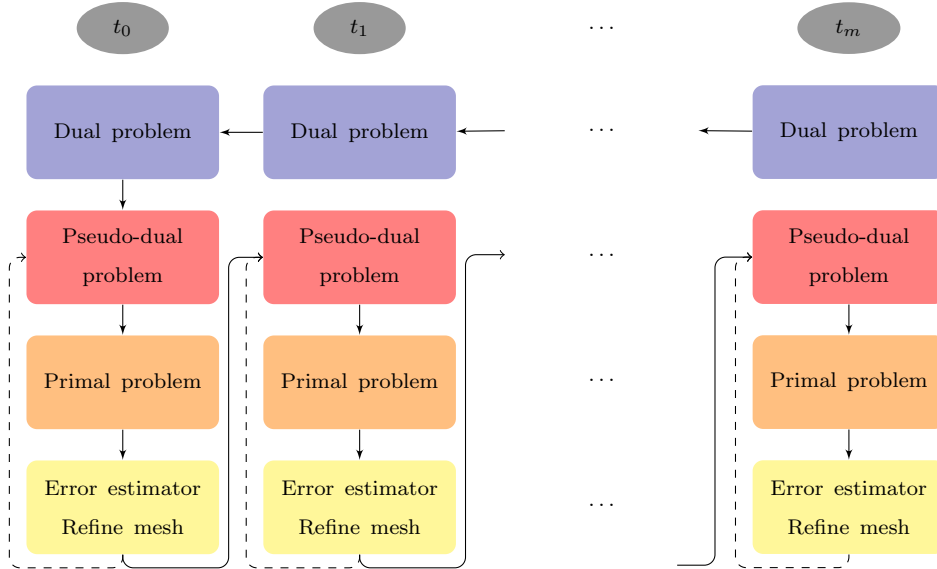 t₀ t₁ ··· tₘ
Dual problem Dual problem ··· Dual problem
Pseudo-dual Pseudo-dual Pseudo-dual
···
problem problem problem
Primal problem Primal problem ··· Primal problem
Error estimator Error estimator Error estimator
···
Refine mesh Refine mesh Refine mesh